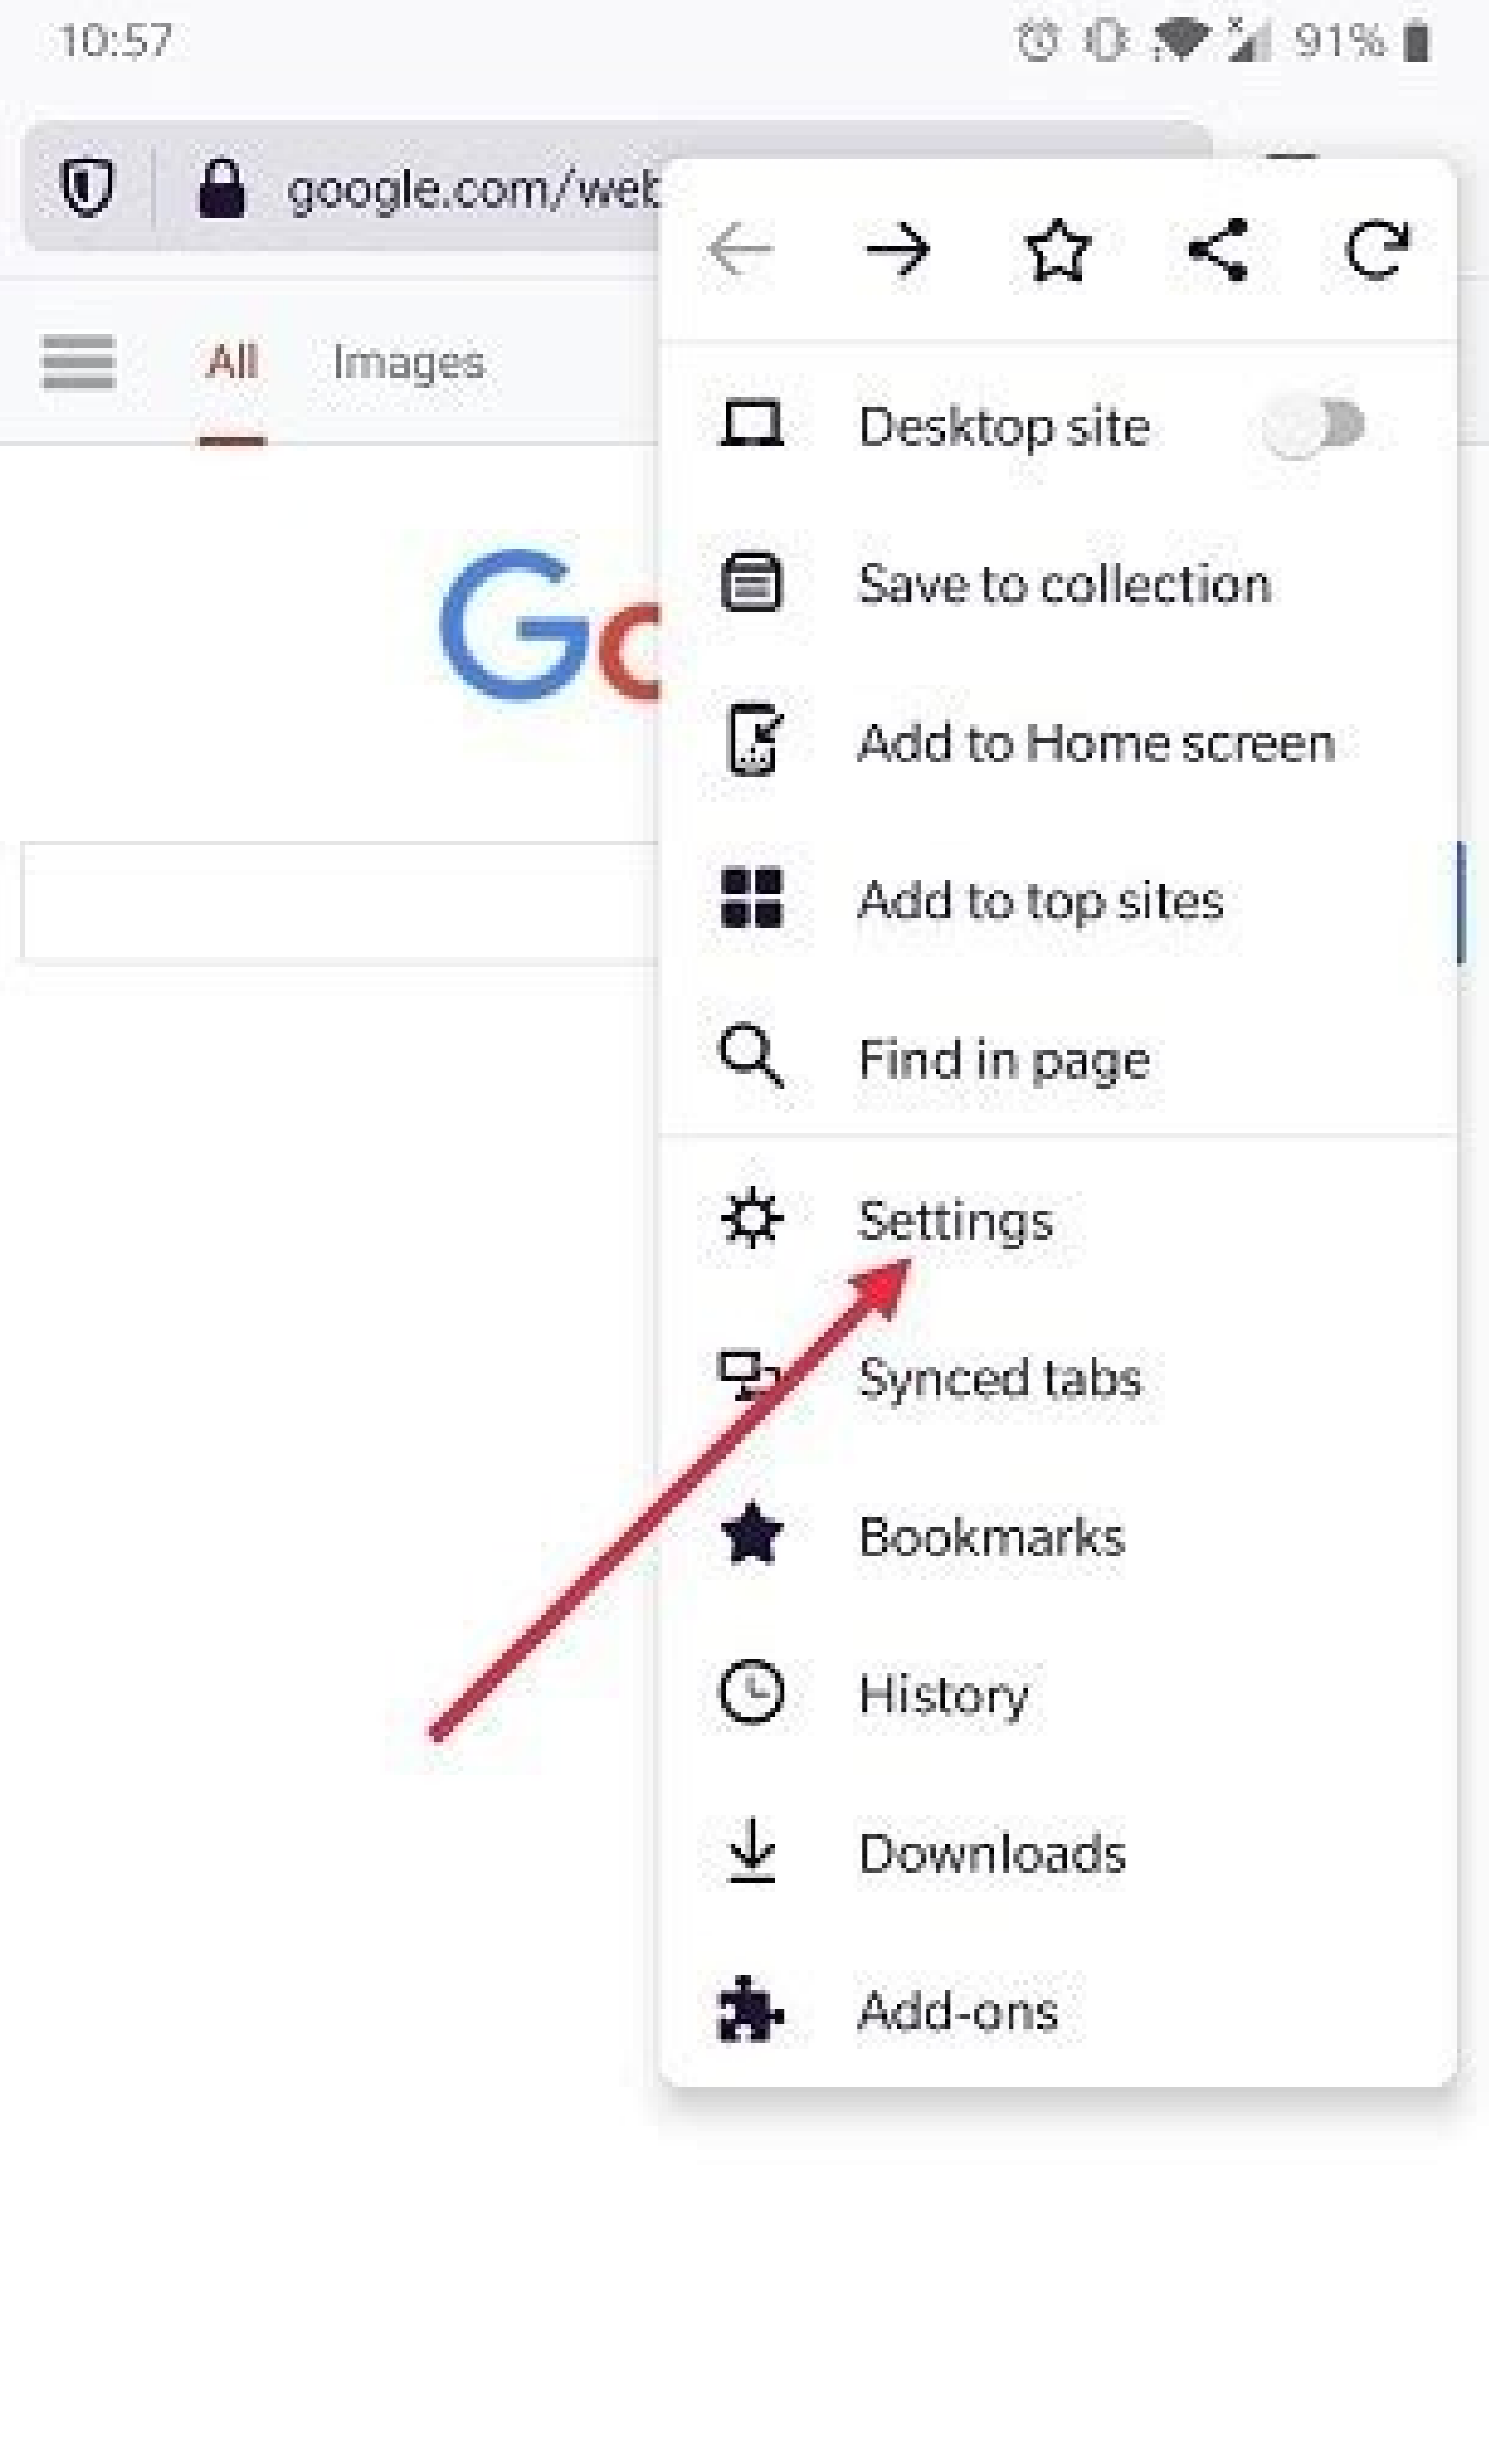 10:57
91%
google.com/web
All Images
Go
Desktop site
Save to collection
Add to Home screen
Add to top sites
Find in page
Settings
Synced tabs
Bookmarks
History
Downloads
Add-ons